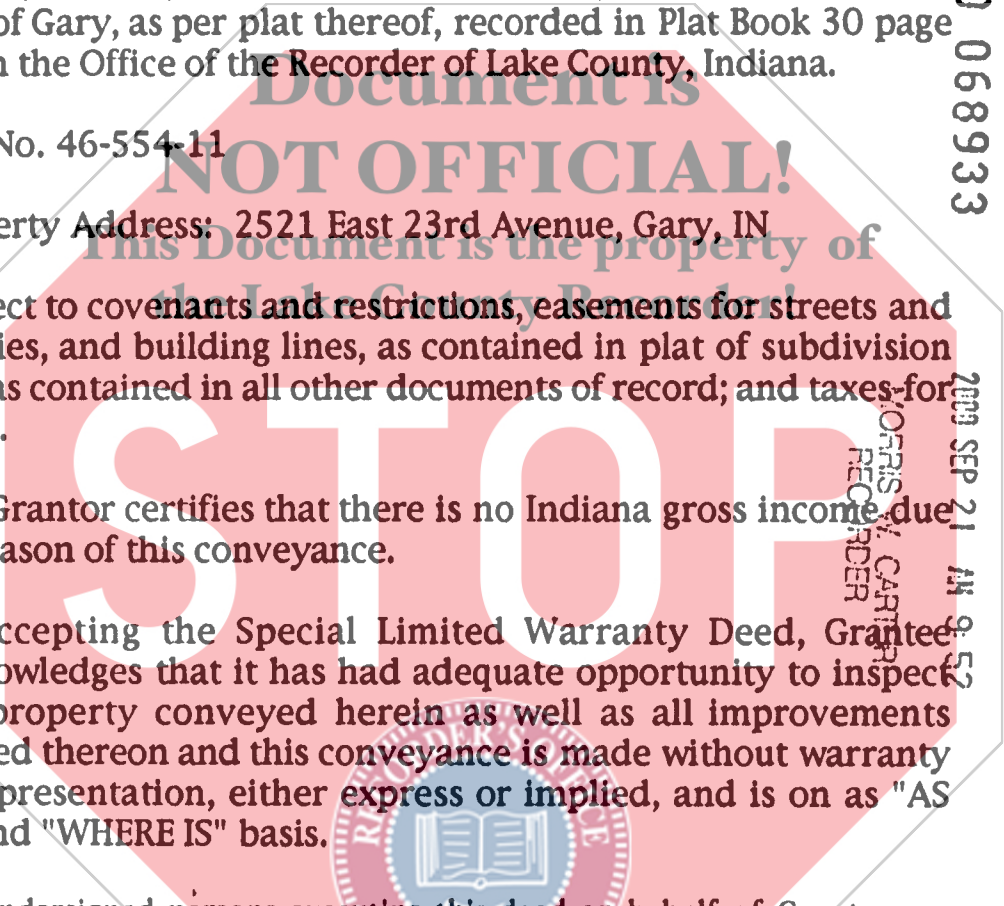 of Gary, as per plat thereof, recorded in Plat Book 30 page
the Office of the Recorder of Lake County, Indiana.
Document is
No. 46-554-11
NOT OFFICIAL!
erty Address: 2521 East 23rd Avenue, Gary, IN
This Document is the property of
the Lake County Recorder!
ect to covenants and restrictions, easements for streets and
ies, and building lines, as contained in plat of subdivision
as contained in all other documents of record; and taxes for
STOP
Grantor certifies that there is no Indiana gross income due
ason of this conveyance.
ccepting the Special Limited Warranty Deed, Grantee
owledges that it has had adequate opportunity to inspect
property conveyed herein as well as all improvements
ed thereon and this conveyance is made without warranty
presentation, either express or implied, and is on as "AS
nd "WHERE IS" basis.
RECORDER'S OFFICE
068933
SEP 21 9 52
MORRIS W. CARTER
RECORDER